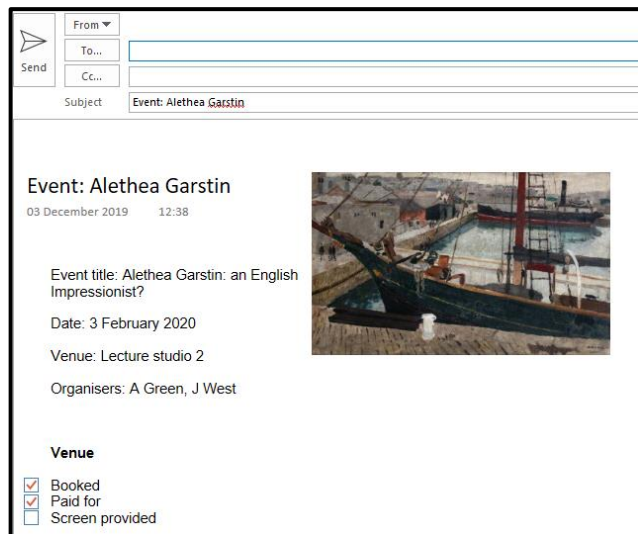 From
To...
Send
Cc...
Subject
Event: Alethea Garstin
Event: Alethea Garstin
03 December 2019 12:38
Event title: Alethea Garstin: an English
Impressionist?
Date: 3 February 2020
Venue: Lecture studio 2
Organisers: A Green, J West
Venue
Booked
Paid for
Screen provided